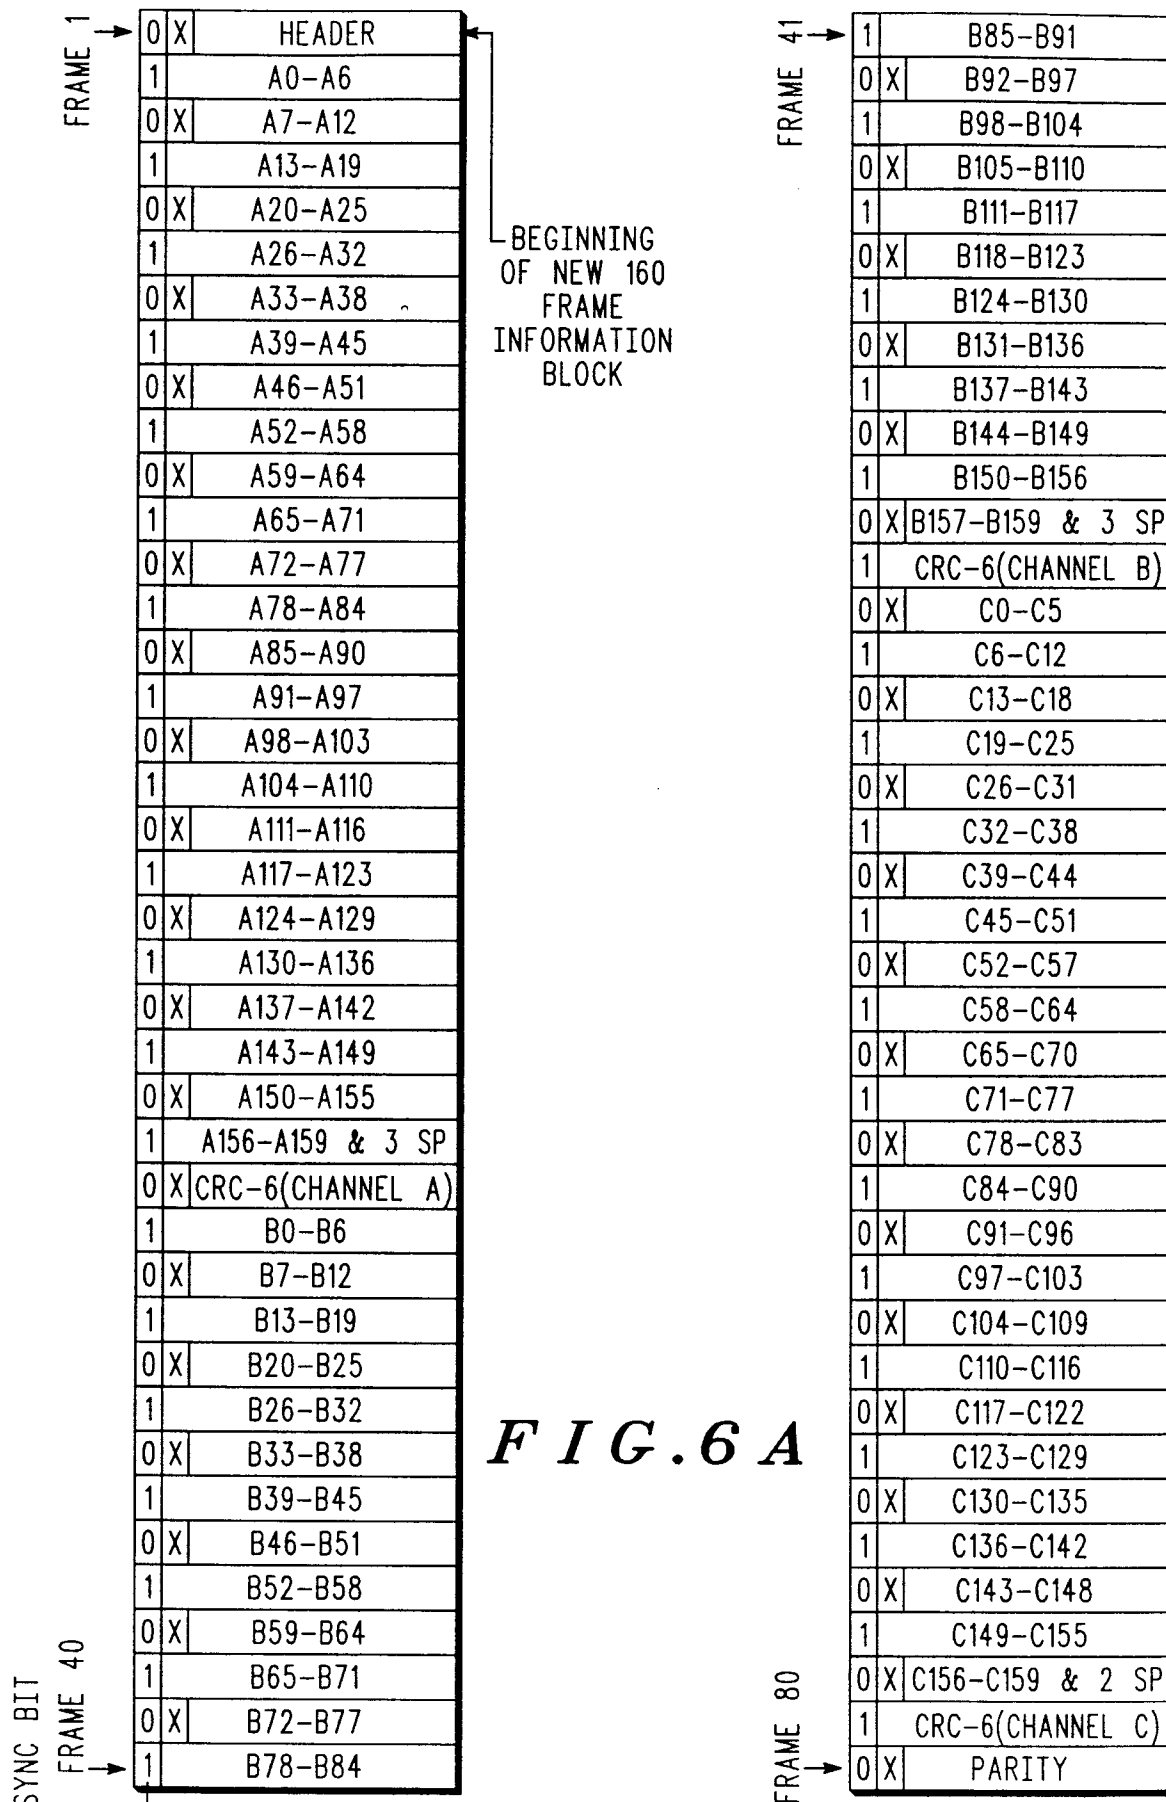 FRAME 1
0 X HEADER
1 A0-A6
0 X A7-A12
1 A13-A19
0 X A20-A25
1 A26-A32
0 X A33-A38
1 A39-A45
0 X A46-A51
1 A52-A58
0 X A59-A64
1 A65-A71
0 X A72-A77
1 A78-A84
0 X A85-A90
1 A91-A97
0 X A98-A103
1 A104-A110
0 X A111-A116
1 A117-A123
0 X A124-A129
1 A130-A136
0 X A137-A142
1 A143-A149
0 X A150-A155
1 A156-A159 & 3 SP
0 X CRC-6(CHANNEL A)
1 B0-B6
0 X B7-B12
1 B13-B19
0 X B20-B25
1 B26-B32
0 X B33-B38
1 B39-B45
0 X B46-B51
1 B52-B58
0 X B59-B64
1 B65-B71
0 X B72-B77
1 B78-B84
FRAME 40
SYNC BIT
BEGINNING
OF NEW 160
FRAME
INFORMATION
BLOCK
FIG.6A
FRAME 41
1 B85-B91
0 X B92-B97
1 B98-B104
0 X B105-B110
1 B111-B117
0 X B118-B123
1 B124-B130
0 X B131-B136
1 B137-B143
0 X B144-B149
1 B150-B156
0 X B157-B159 & 3 SP
1 CRC-6(CHANNEL B)
0 X C0-C5
1 C6-C12
0 X C13-C18
1 C19-C25
0 X C26-C31
1 C32-C38
0 X C39-C44
1 C45-C51
0 X C52-C57
1 C58-C64
0 X C65-C70
1 C71-C77
0 X C78-C83
1 C84-C90
0 X C91-C96
1 C97-C103
0 X C104-C109
1 C110-C116
0 X C117-C122
1 C123-C129
0 X C130-C135
1 C136-C142
0 X C143-C148
1 C149-C155
0 X C156-C159 & 2 SP
1 CRC-6(CHANNEL C)
0 X PARITY
FRAME 80